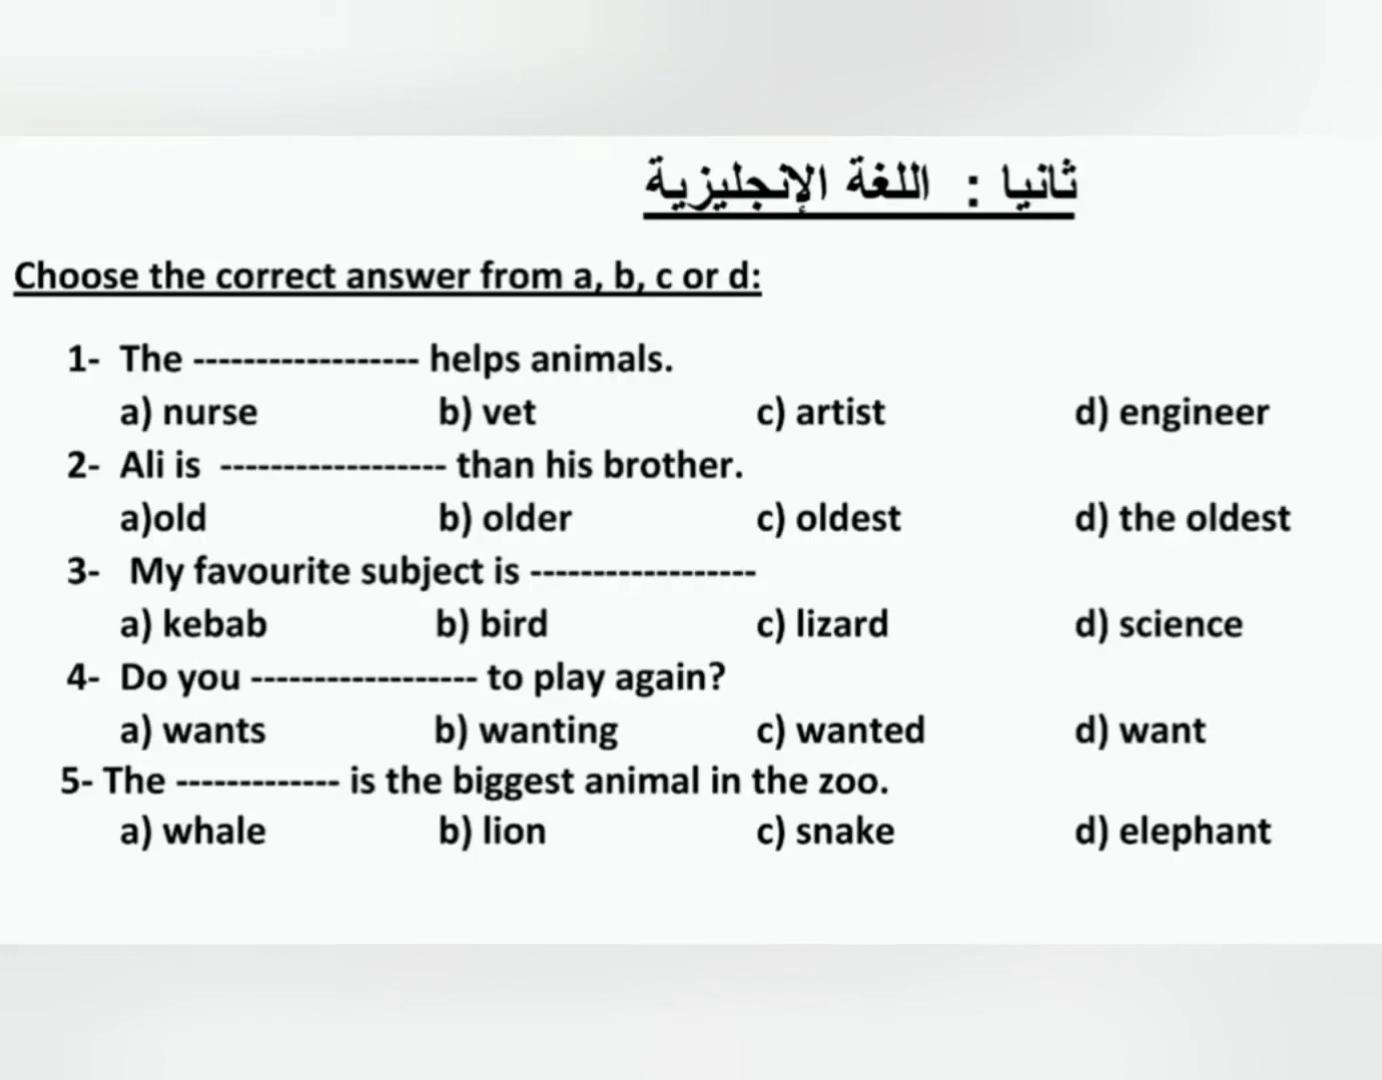 ثانيا : اللغة الإنجليزية
Choose the correct answer from a, b, c or d:
1- The ------------------ helps animals.
a) nurse b) vet c) artist d) engineer
2- Ali is ------------------ than his brother.
a)old b) older c) oldest d) the oldest
3- My favourite subject is ------------------
a) kebab b) bird c) lizard d) science
4- Do you ------------------ to play again?
a) wants b) wanting c) wanted d) want
5- The ------------- is the biggest animal in the zoo.
a) whale b) lion c) snake d) elephant